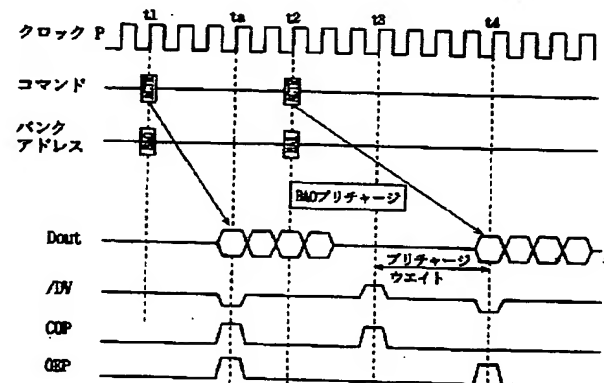 t1 ta t2 t3 t4
クロック P
コマンド
バンク
アドレス
BA0プリチャージ
Dout
プリチャージ
ウエイト
/DV
COP
OEP